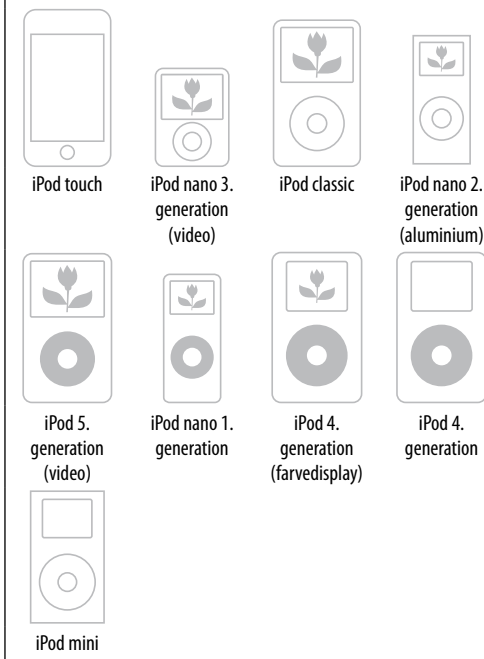 iPod touch
iPod nano 3.
generation
(video)
iPod classic
iPod nano 2.
generation
(aluminium)
iPod 5.
generation
(video)
iPod nano 1.
generation
iPod 4.
generation
(farvedisplay)
iPod 4.
generation
iPod mini